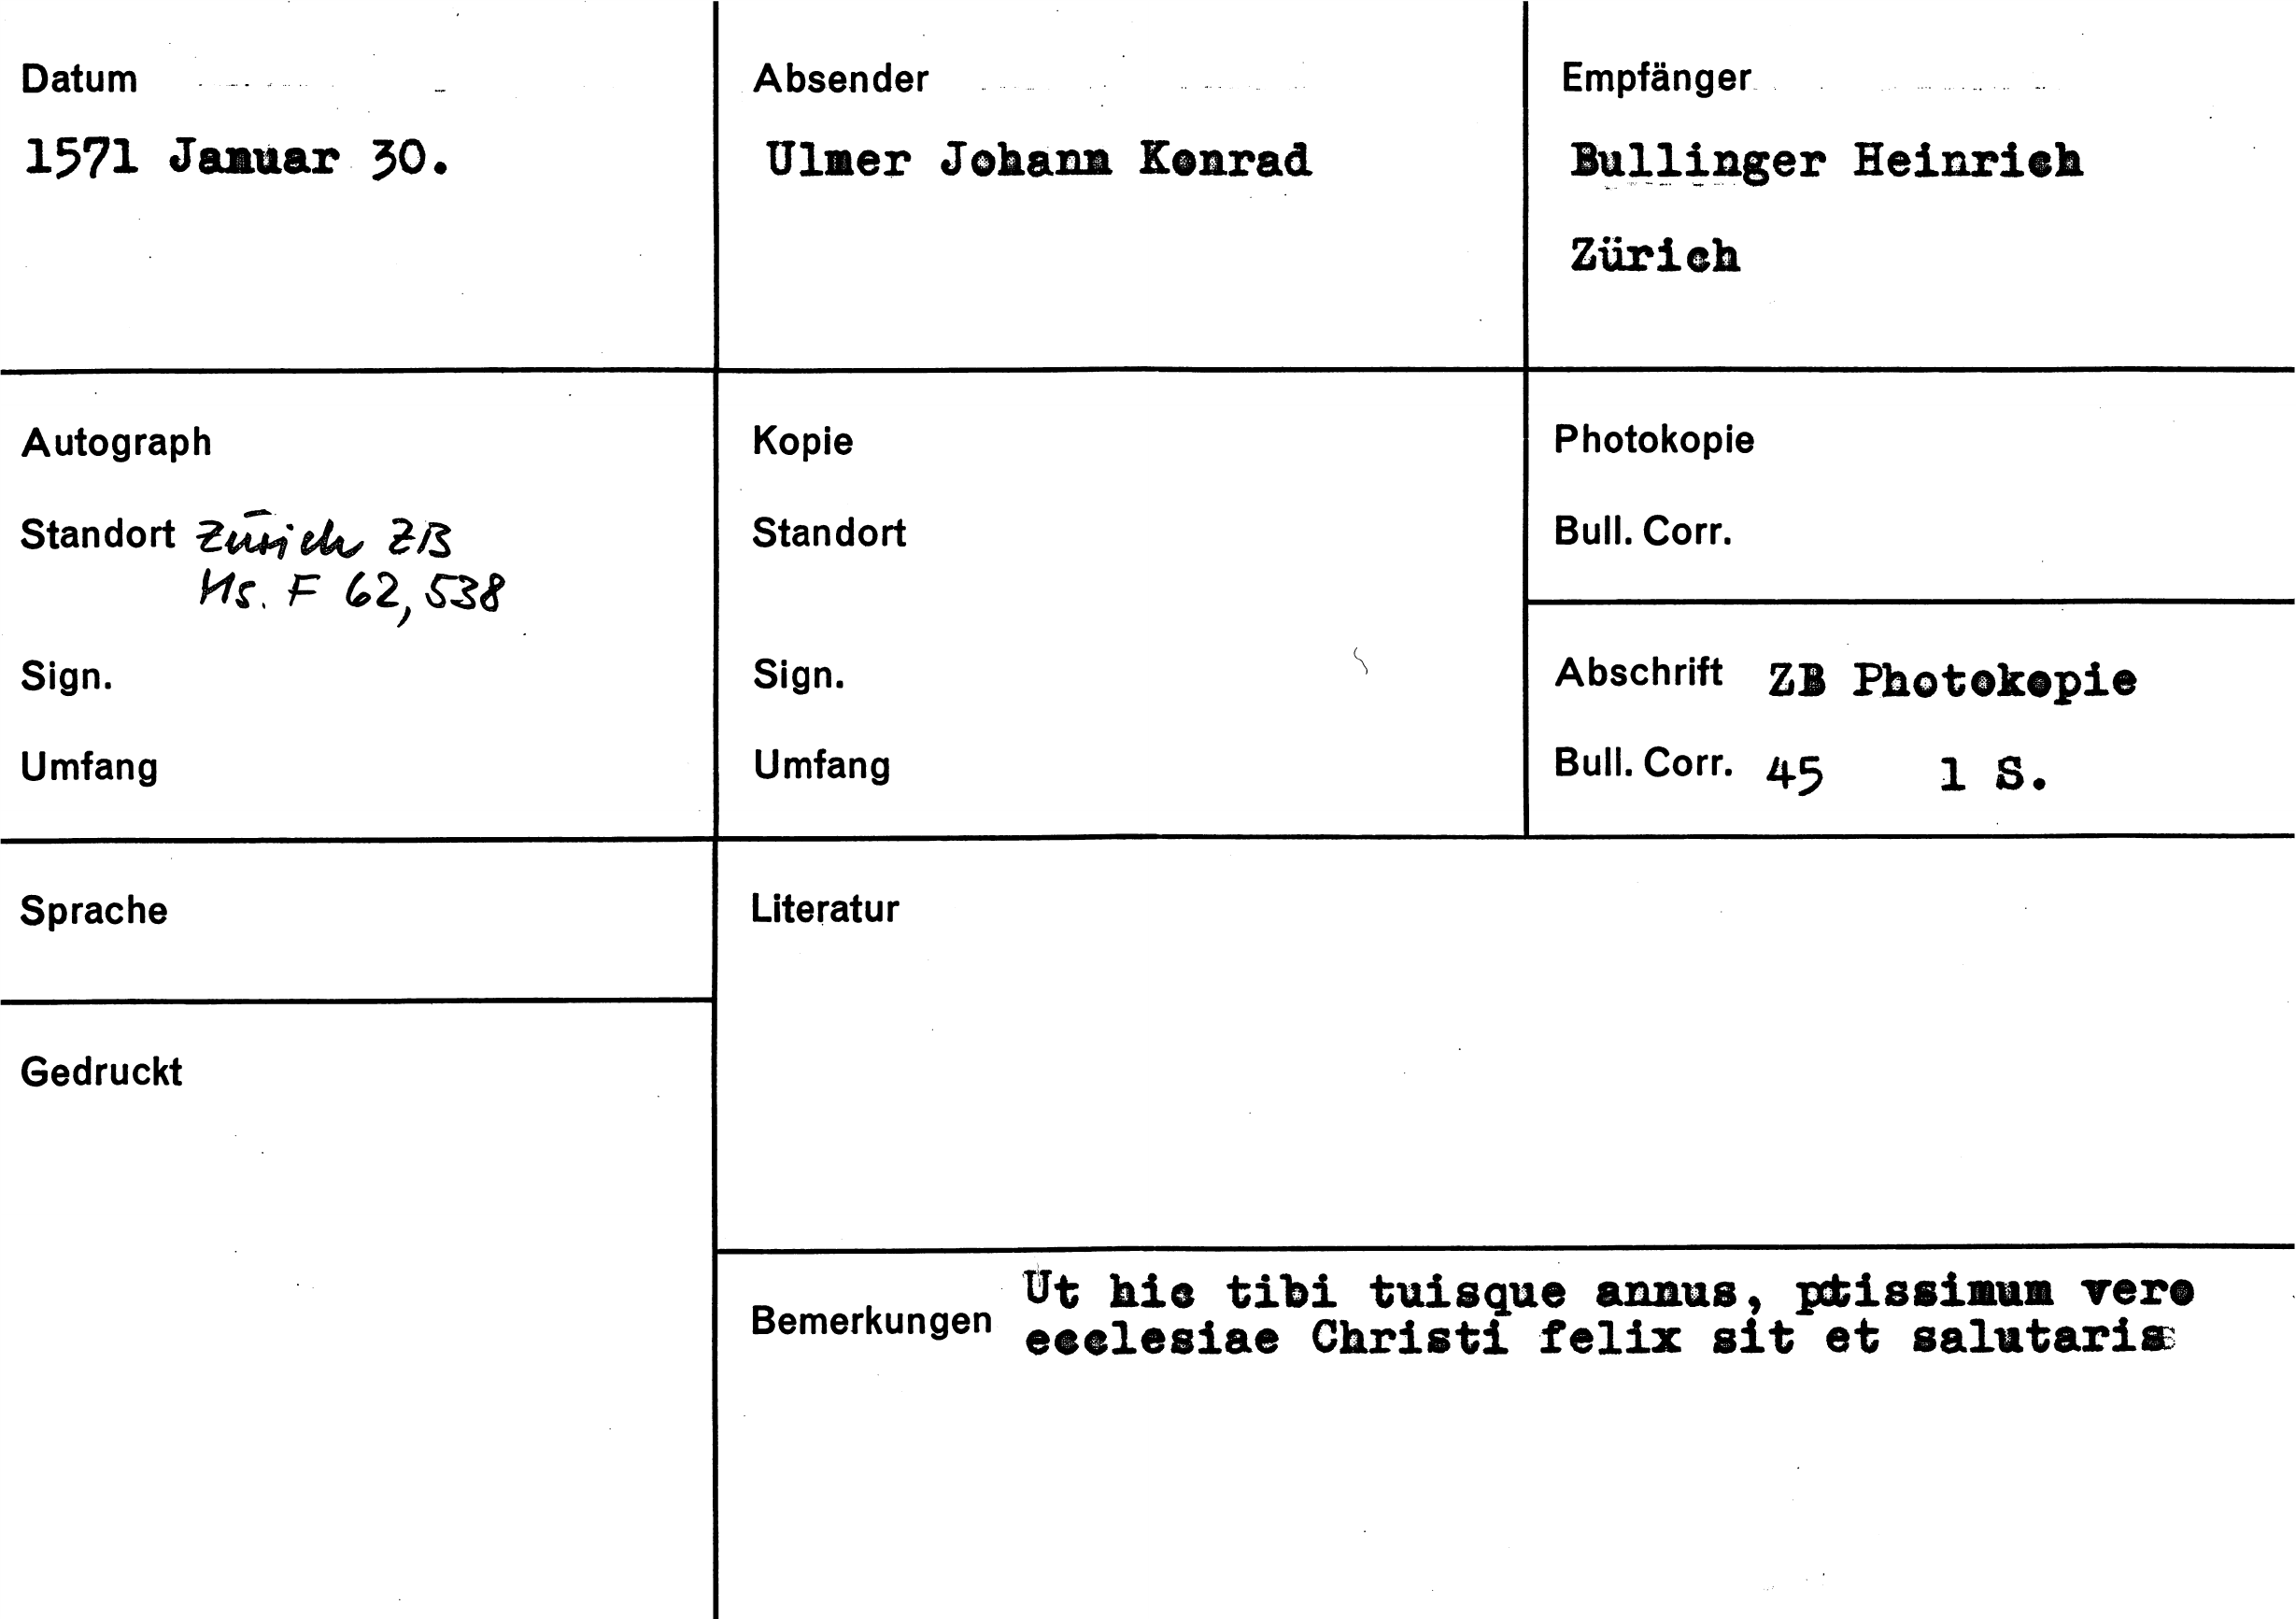 Datum
1571 Januar 30.
Absender
Ulmer Johann Konrad
Empfänger
Bullinger Heinrich
Zürich
Autograph
Standort Zürich ZB
Hs. F 62, 538
Sign.
Umfang
Kopie
Standort
Sign.
Umfang
Photokopie
Bull. Corr.
Abschrift ZB Photokopie
Bull. Corr. 45 1 S.
Sprache
Gedruckt
Literatur
Bemerkungen
Ut hic tibi tuisque annus, vero
ecclesiae Christi felix sit et salutaris